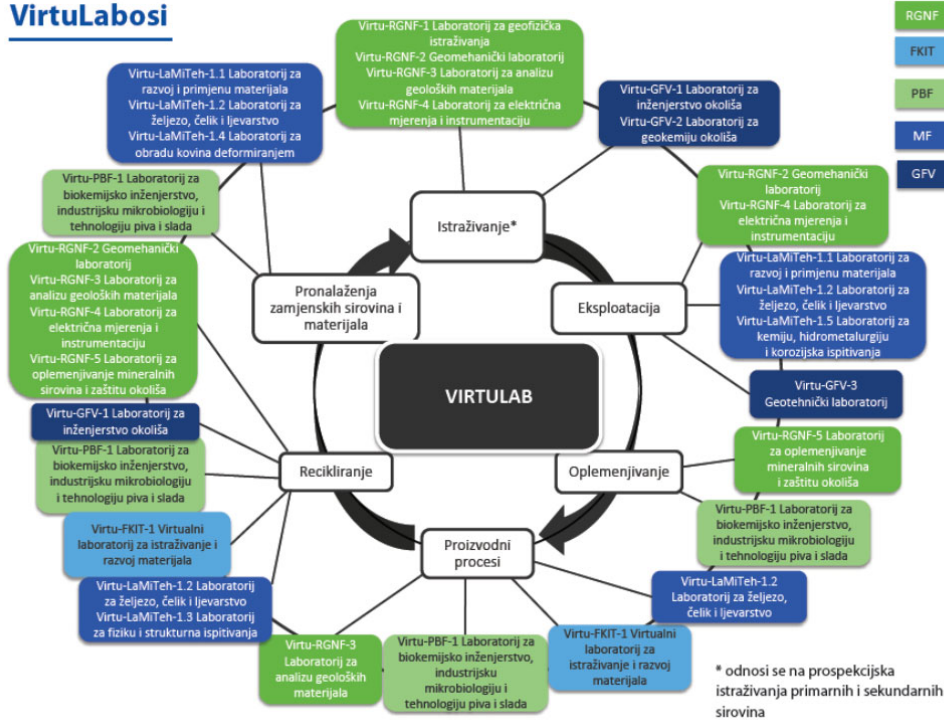 VirtuLabosi
RGNF
FKIT
PBF
MF
GFV
Virtu-RGNF-1 Laboratorij za geofizička
istraživanja
Virtu-RGNF-2 Geomehanički laboratorij
Virtu-RGNF-3 Laboratorij za analizu
geoloških materijala
Virtu-RGNF-4 Laboratorij za električna
mjerenja i instrumentaciju
Virtu-GFV-1 Laboratorij za
inženjerstvo okoliša
Virtu-GFV-2 Laboratorij za
geokemiju okoliša
Virtu-LaMiTeh-1.1 Laboratorij za
razvoj i primjenu materijala
Virtu-LaMiTeh-1.2 Laboratorij za
željezo, čelik i ljevarstvo
Virtu-LaMiTeh-1.4 Laboratorij za
obradu kovina deformiranjem
Virtu-PBF-1 Laboratorij za
biokemijsko inženjerstvo,
industrijsku mikrobiologiju i
tehnologiju piva i slada
Virtu-RGNF-2 Geomehanički
laboratorij
Virtu-RGNF-4 Laboratorij za
električna mjerenja i
instrumentaciju
Istraživanje*
Virtu-RGNF-2 Geomehanički
laboratorij
Virtu-RGNF-3 Laboratorij za
analizu geoloških materijala
Virtu-RGNF-4 Laboratorij za
električna mjerenja i
instrumentaciju
Virtu-RGNF-5 Laboratorij za
oplemenjivanje mineralnih
sirovina i zaštitu okoliša
Pronalaženja
zamjenskih sirovina i
materijala
Eksploatacija
Virtu-LaMiTeh-1.1 Laboratorij za
razvoj i primjenu materijala
Virtu-LaMiTeh-1.2 Laboratorij za
željezo, čelik i ljevarstvo
Virtu-LaMiTeh-1.5 Laboratorij za
kemiju, hidrometalurgiju
i korozijska ispitivanja
VIRTULAB
Virtu-GFV-3
Geotehnički laboratorij
Virtu-GFV-1 Laboratorij za
inženjerstvo okoliša
Virtu-PBF-1 Laboratorij za
biokemijsko inženjerstvo,
industrijsku mikrobiologiju
i tehnologiju piva i slada
Recikliranje
Oplemenjivanje
Virtu-RGNF-5 Laboratorij
za oplemenjivanje
mineralnih sirovina
i zaštitu okoliša
Virtu-PBF-1 Laboratorij za
biokemijsko inženjerstvo,
industrijsku mikrobiologiju
i tehnologiju piva i slada
Virtu-FKIT-1 Virtualni
laboratorij za istraživanje i
razvoj materijala
Proizvodni
procesi
Virtu-LaMiTeh-1.2 Laboratorij
za željezo, čelik i ljevarstvo
Virtu-LaMiTeh-1.3 Laboratorij
za fiziku i strukturna ispitivanja
Virtu-LaMiTeh-1.2
Laboratorij za željezo,
čelik i ljevarstvo
Virtu-RGNF-3
Laboratorij za
analizu geoloških
materijala
Virtu-PBF-1 Laboratorij za
biokemijsko inženjerstvo,
industrijsku
mikrobiologiju i
tehnologiju piva i slada
Virtu-FKIT-1 Virtualni
laboratorij za
istraživanje i razvoj
materijala
* odnosi se na prospekcijska
istraživanja primarnih i sekundarnih
sirovina